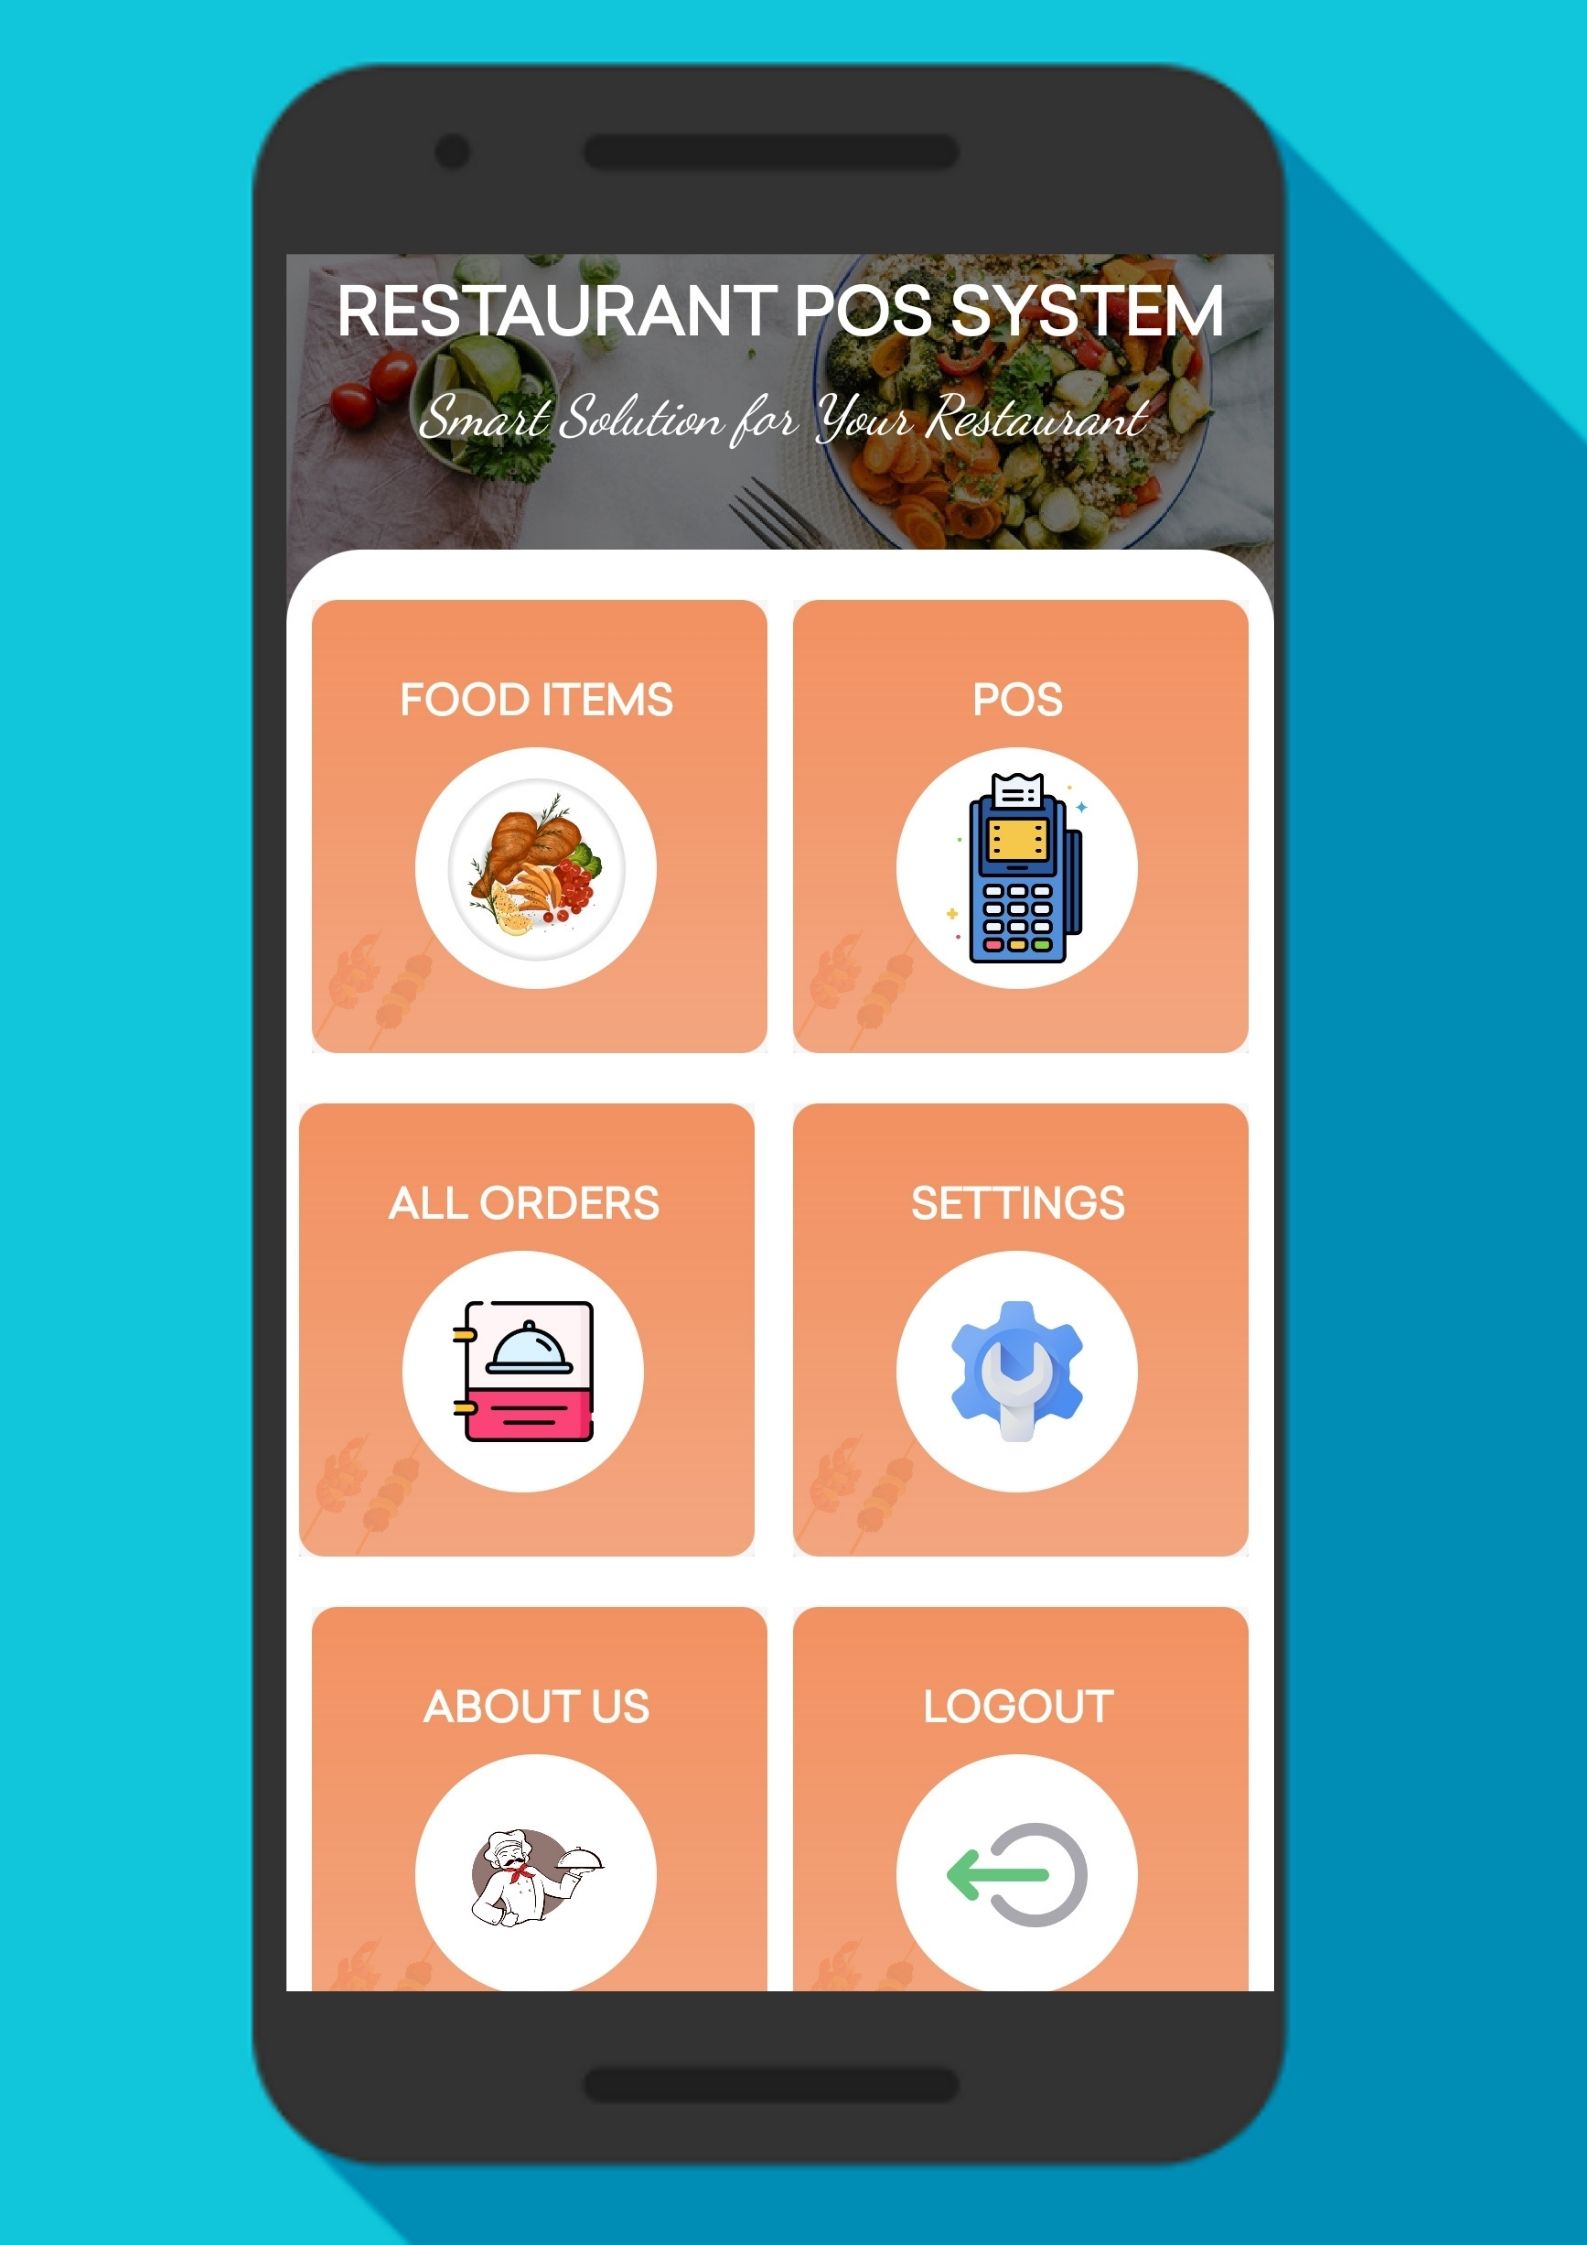 RESTAURANT POS SYSTEM
Smart Solution for Your Restaurant
FOOD ITEMS
POS
ALL ORDERS
SETTINGS
ABOUT US
LOGOUT